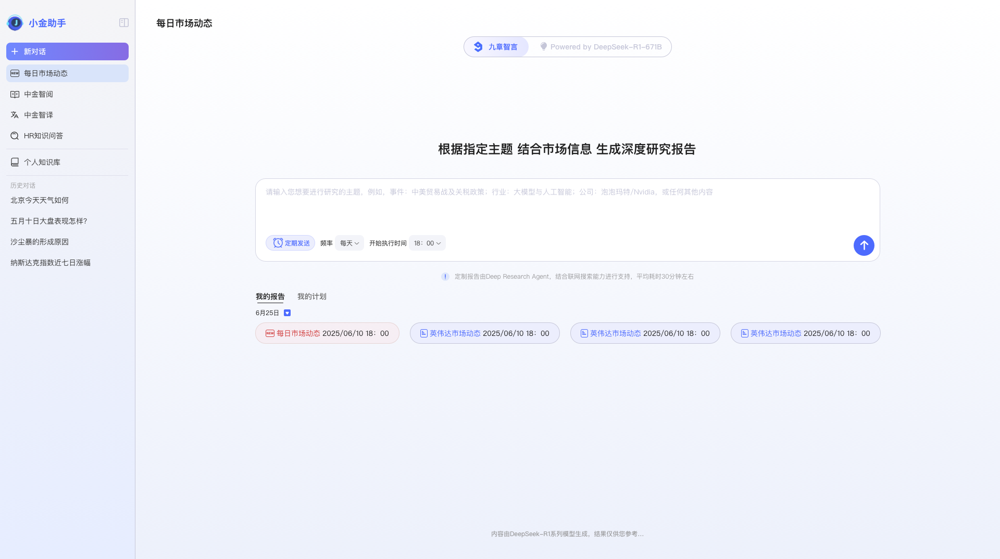 小金助手
新对话
NEW 每日市场动态
中金智阅
中金智译
HR知识问答
个人知识库
历史对话
北京今天天气如何
五月十日大盘表现怎样?
沙尘暴的形成原因
纳斯达克指数近七日涨幅
每日市场动态
九章智言 Powered by DeepSeek-R1-671B
根据指定主题 结合市场信息 生成深度研究报告
请输入您想要进行研究的主题，例如，事件：中美贸易战及关税政策；行业：大模型与人工智能；公司：泡泡玛特/Nvidia，或任何其他内容
定期发送 频率 每天 开始执行时间 18：00
定制报告由Deep Research Agent，结合联网搜索能力进行支持，平均耗时30分钟左右
我的报告 我的计划
6月25日
NEW 每日市场动态 2025/06/10 18：00 英伟达市场动态 2025/06/10 18：00 英伟达市场动态 2025/06/10 18：00 英伟达市场动态 2025/06/10 18：00
内容由DeepSeek-R1系列模型生成，结果仅供您参考...